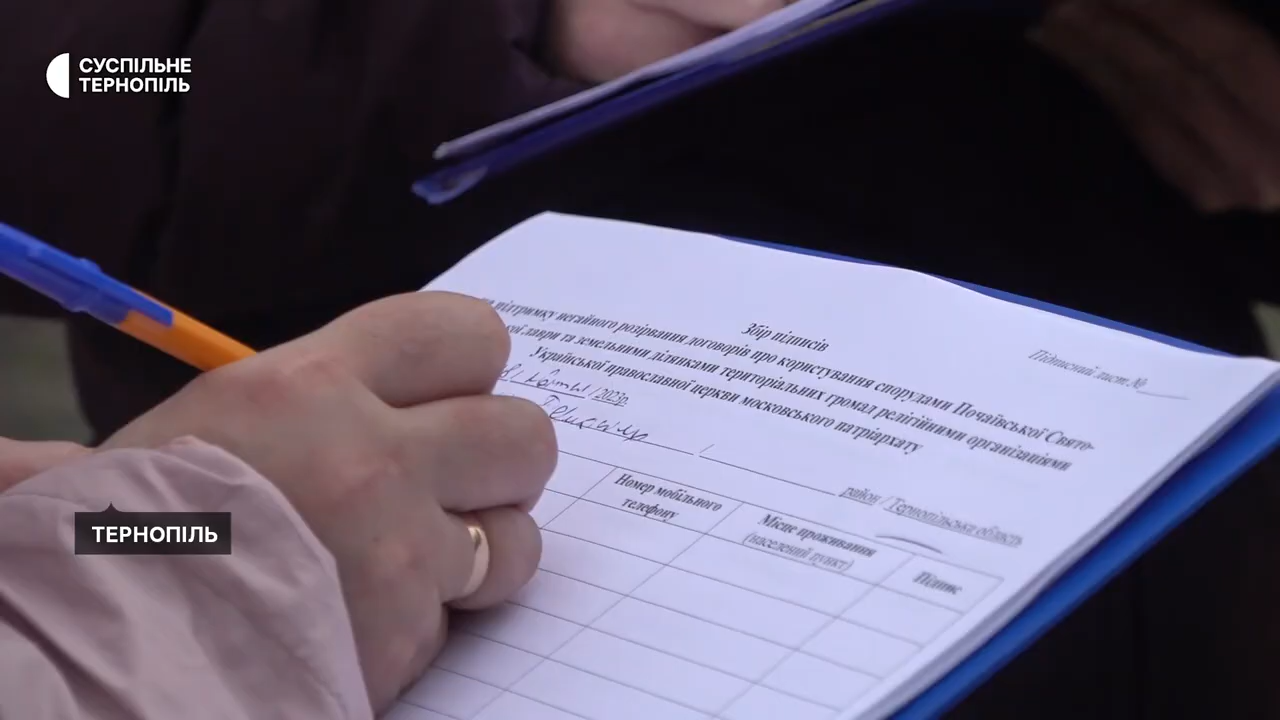 СУСПІЛЬНЕ
ТЕРНОПІЛЬ
Підписний лист №
Збір підписів
на підтримку негайного розірвання договорів про користування спорудами Почаївської Свято-
лаври та земельними ділянками територіальних громад релігійними організаціями
Української православної церкви московського патріархату
/2023р.
/
район / Тернопільська область
Номер мобільного
телефону
Місце проживання
(населений пункт)
Підпис
ТЕРНОПІЛЬ